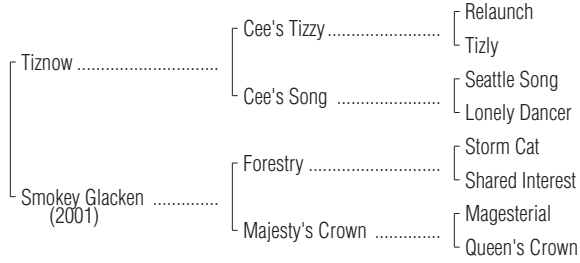 Relaunch
Cee's Tizzy ........................
Tizly
Tiznow ..............................
Seattle Song
Cee's Song ......................
Lonely Dancer
Storm Cat
Forestry ............................
Shared Interest
Smokey Glacken ..............
(2001)
Magesterial
Majesty's Crown ..............
Queen's Crown